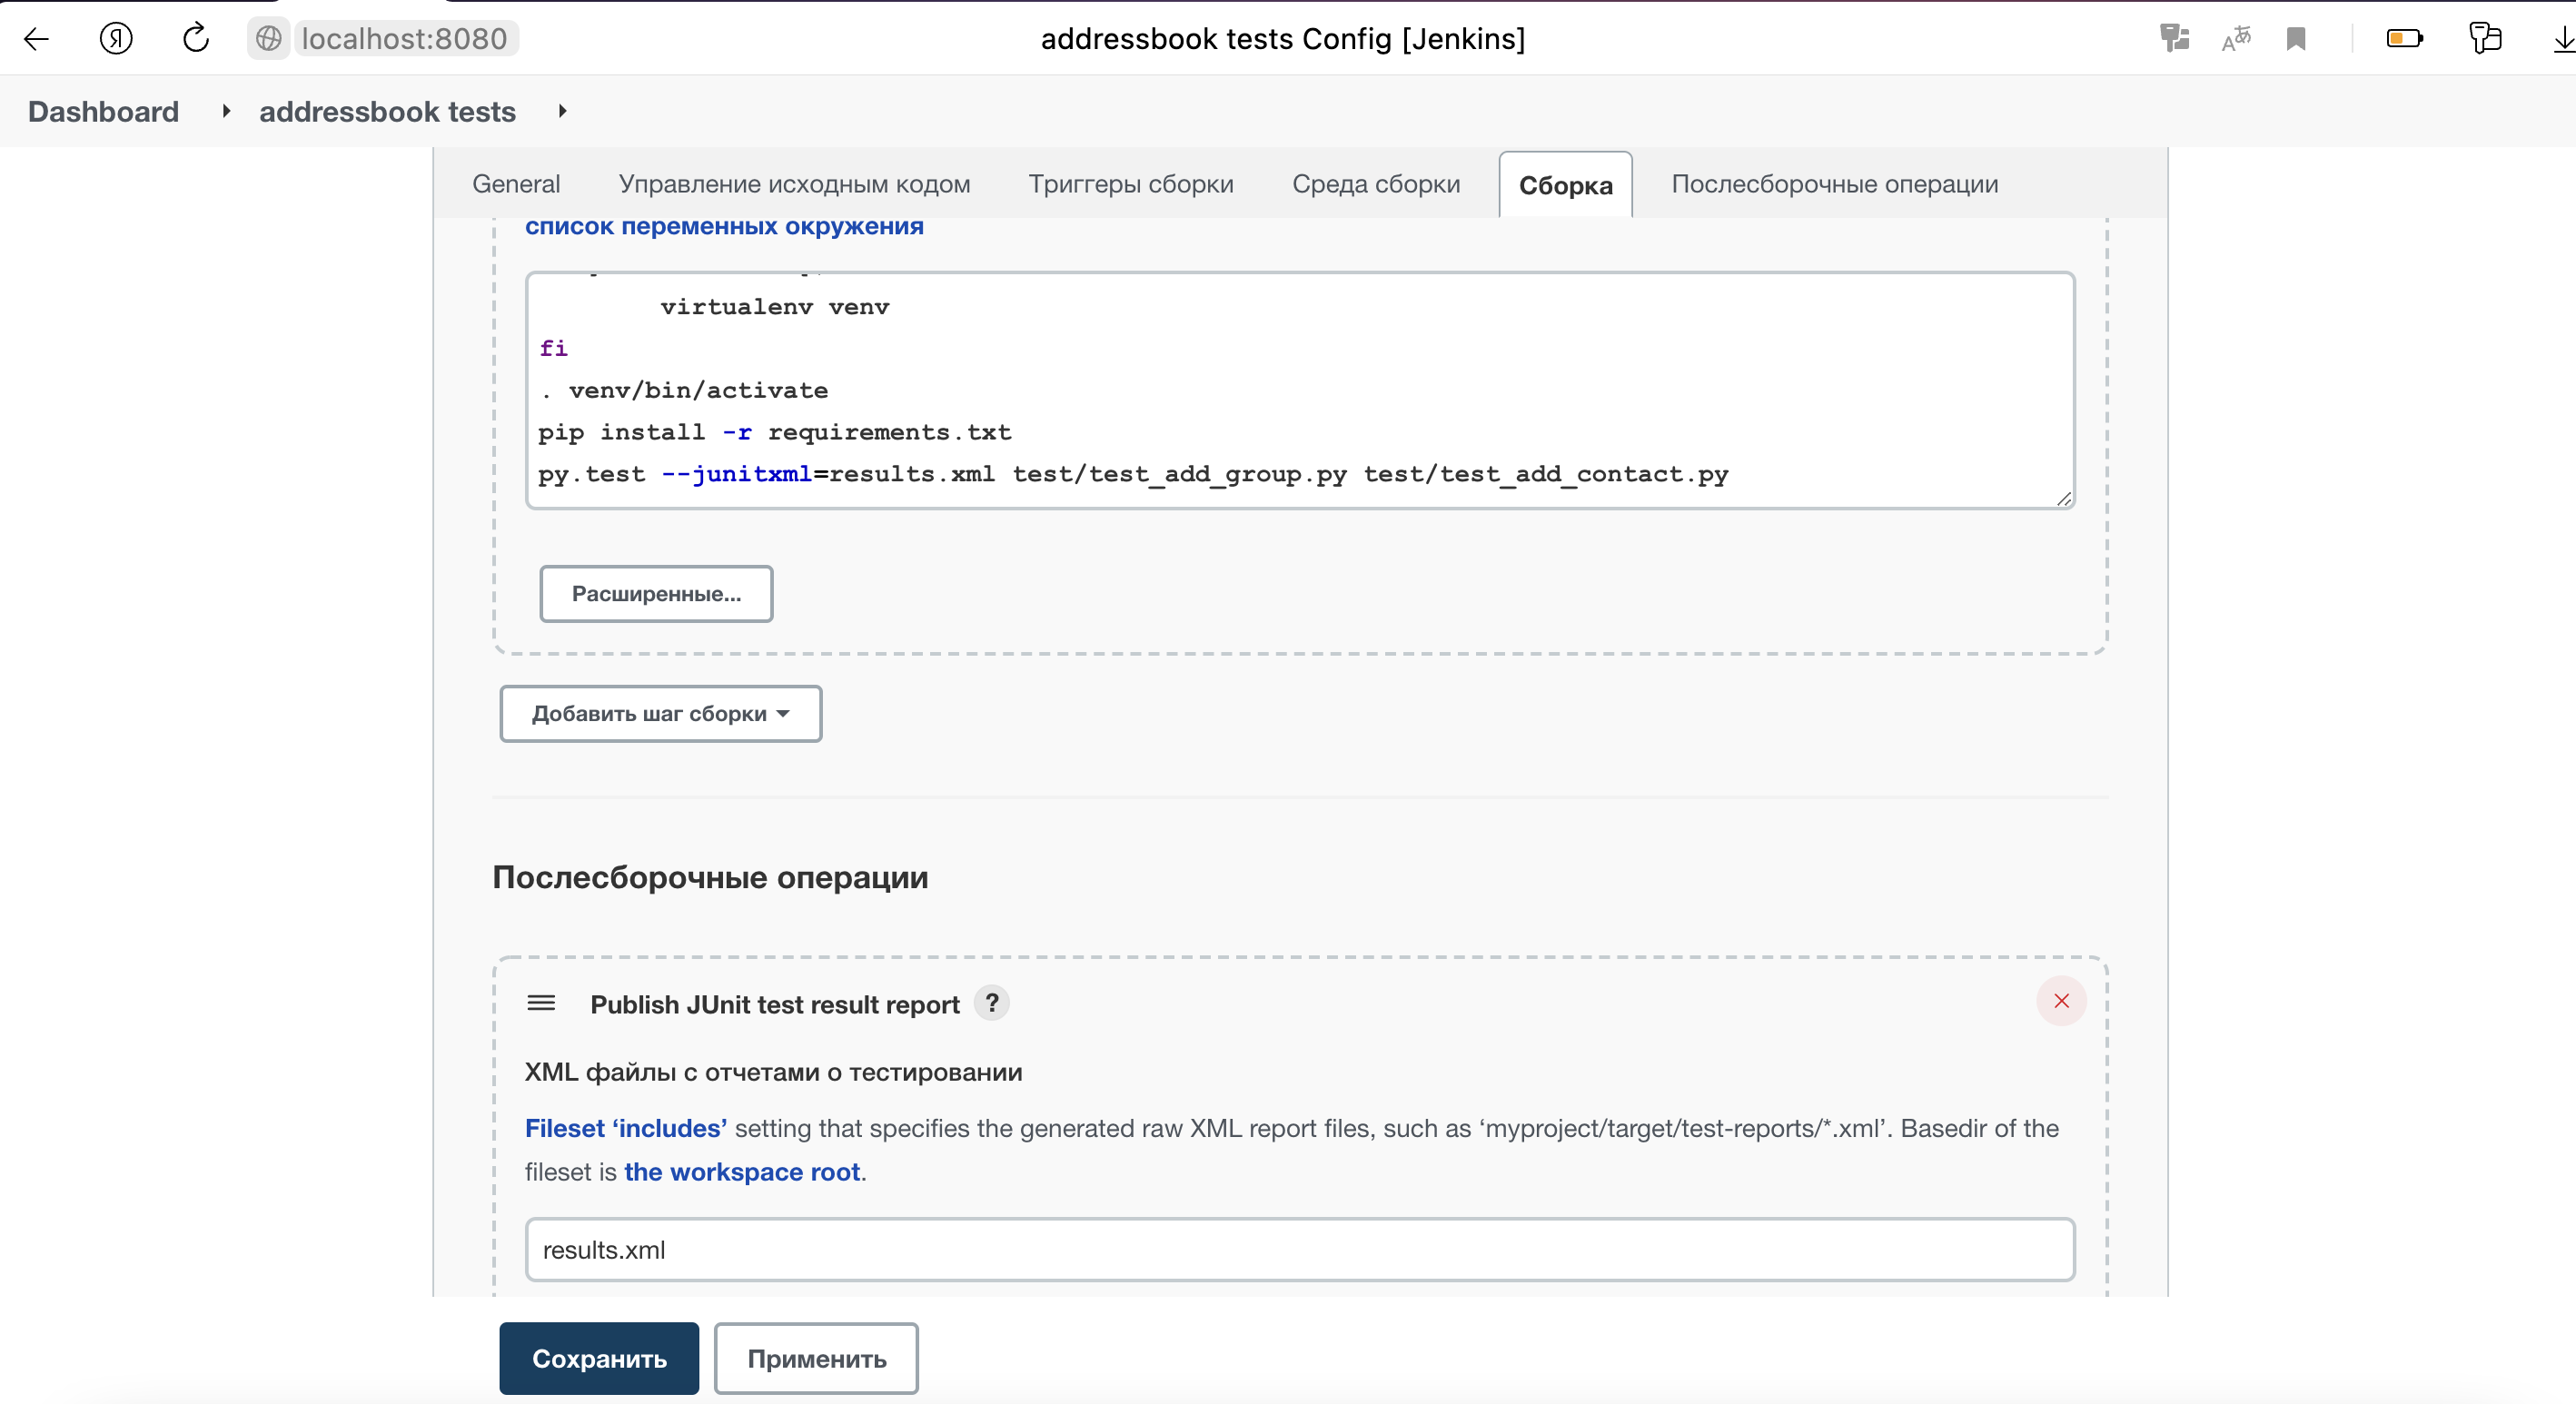 Я
localhost:8080
addressbook tests Config [Jenkins]
Dashboard
addressbook tests
General
Управление исходным кодом
Триггеры сборки
Среда сборки
Сборка
Послесборочные операции
список переменных окружения
virtualenv venv
fi
. venv/bin/activate
pip install -r requirements.txt
py.test --junitxml=results.xml test/test_add_group.py test/test_add_contact.py
Расширенные...
Добавить шаг сборки
Послесборочные операции
Publish JUnit test result report ?
XML файлы с отчетами о тестировании
Fileset ‘includes’ setting that specifies the generated raw XML report files, such as ‘myproject/target/test-reports/*.xml’. Basedir of the
fileset is the workspace root.
results.xml
Сохранить
Применить